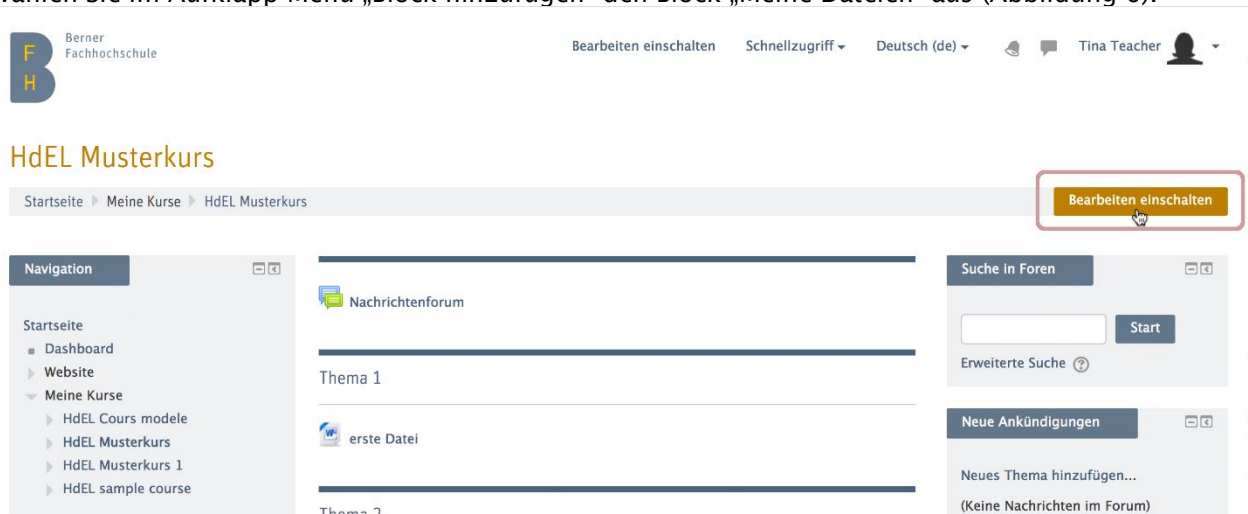 wählen Sie im Aufklapp-Menü „Block hinzufügen“ den Block „Meine Dateien“ aus (Abbildung 6).
F
H
Berner
Fachhochschule
Bearbeiten einschalten Schnellzugriff Deutsch (de) Tina Teacher
HdEL Musterkurs
Startseite Meine Kurse HdEL Musterkurs
Bearbeiten einschalten
Navigation
Startseite
Dashboard
Website
Meine Kurse
HdEL Cours modele
HdEL Musterkurs
HdEL Musterkurs 1
HdEL sample course
Nachrichtenforum
Thema 1
erste Datei
Thema 2
Suche in Foren
Start
Erweiterte Suche ?
Neue Ankündigungen
Neues Thema hinzufügen...
(Keine Nachrichten im Forum)